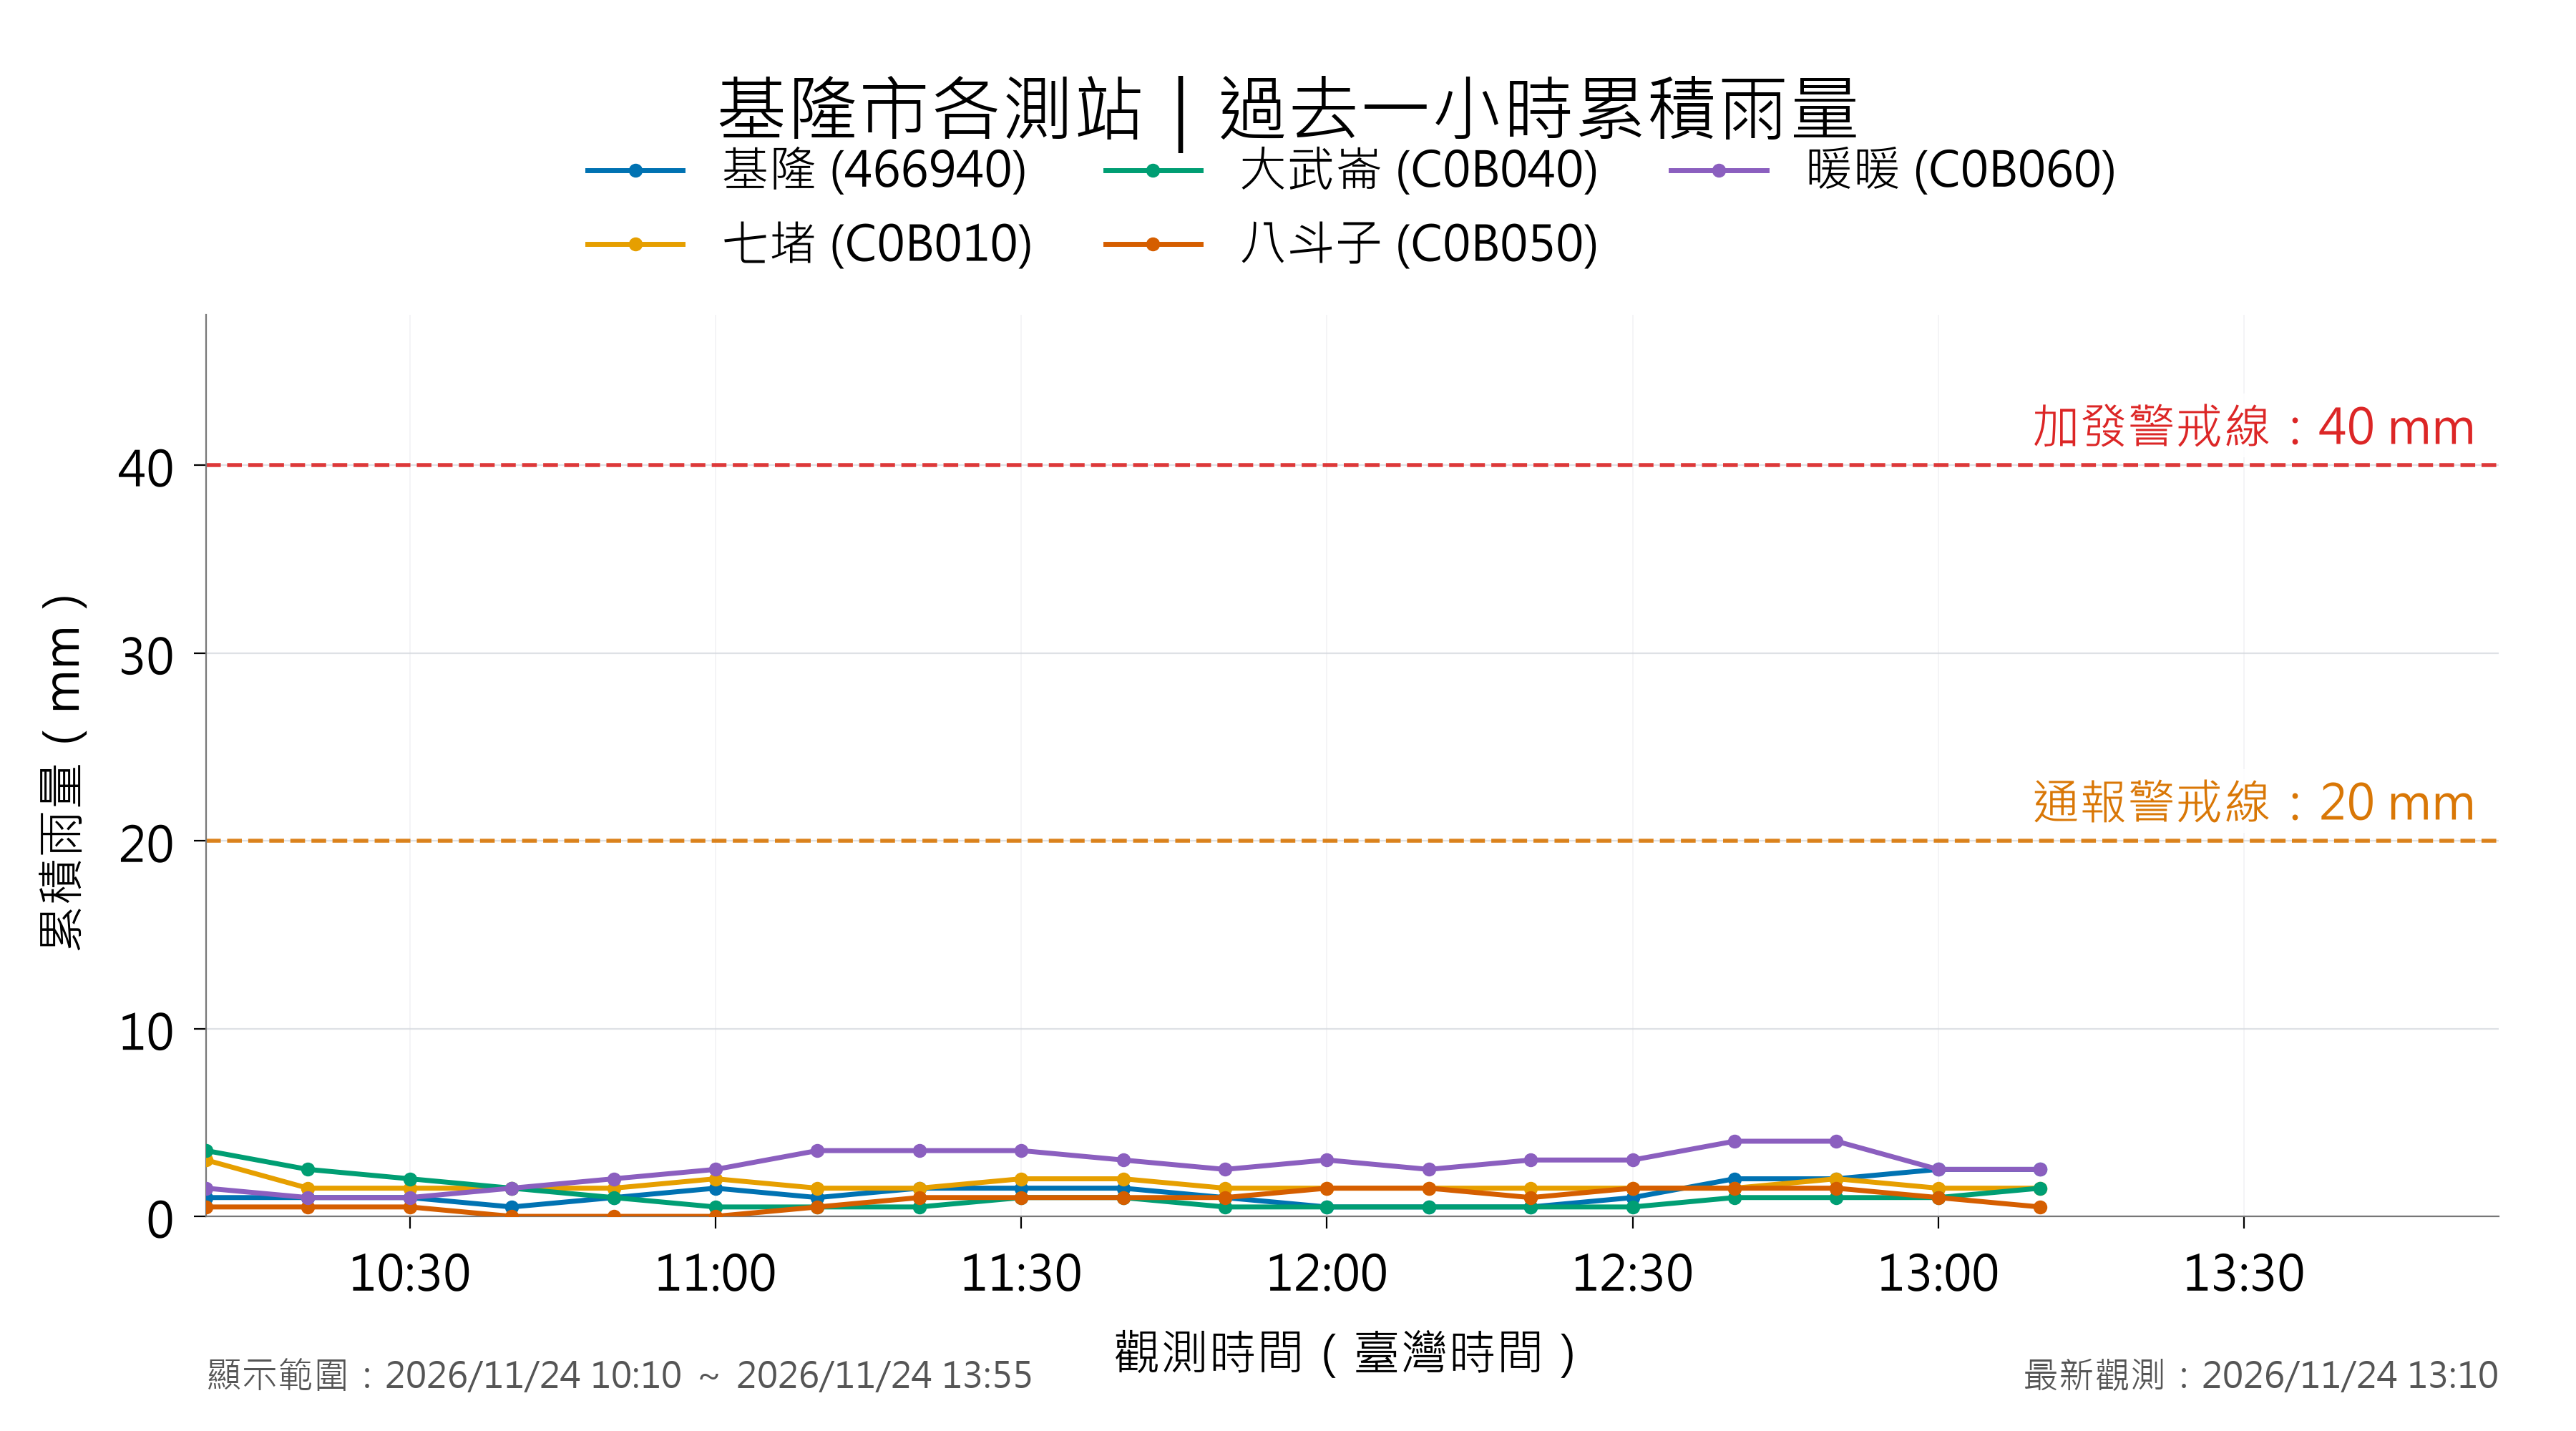 基隆市各測站｜過去一小時累積雨量
基隆 (466940)
大武崙 (C0B040)
暖暖 (C0B060)
七堵 (C0B010)
八斗子 (C0B050)
累積雨量（mm）
加發警戒線：40 mm
40
30
通報警戒線：20 mm
20
10
0
10:30
11:00
11:30
12:00
12:30
13:00
13:30
觀測時間（臺灣時間）
顯示範圍：2026/11/24 10:10 ~ 2026/11/24 13:55
最新觀測：2026/11/24 13:10